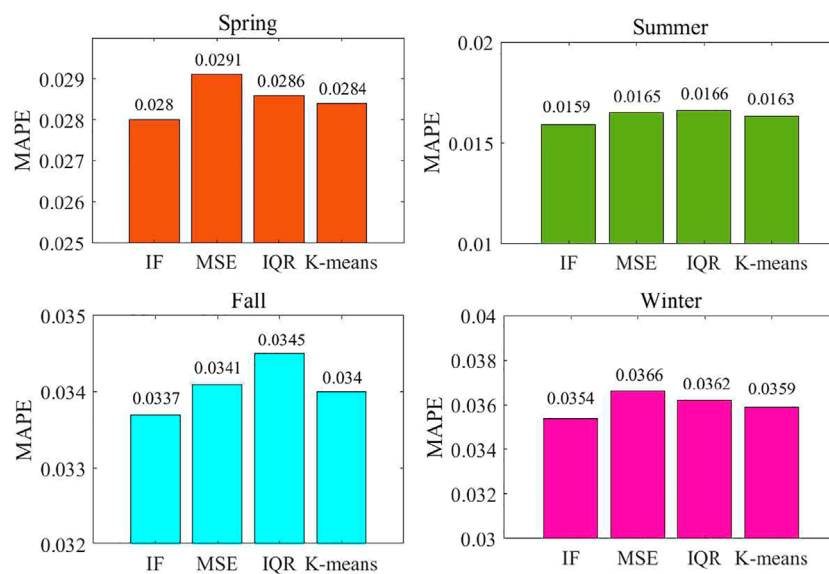 Spring
MAPE
0.029
0.028
0.027
0.026
0.025
0.028
0.0291
0.0286
0.0284
IF MSE IQR K-means
Summer
MAPE
0.02
0.015
0.01
0.0159
0.0165
0.0166
0.0163
IF MSE IQR K-means
Fall
MAPE
0.035
0.034
0.033
0.032
0.0337
0.0341
0.0345
0.034
IF MSE IQR K-means
Winter
MAPE
0.04
0.038
0.036
0.034
0.032
0.03
0.0354
0.0366
0.0362
0.0359
IF MSE IQR K-means